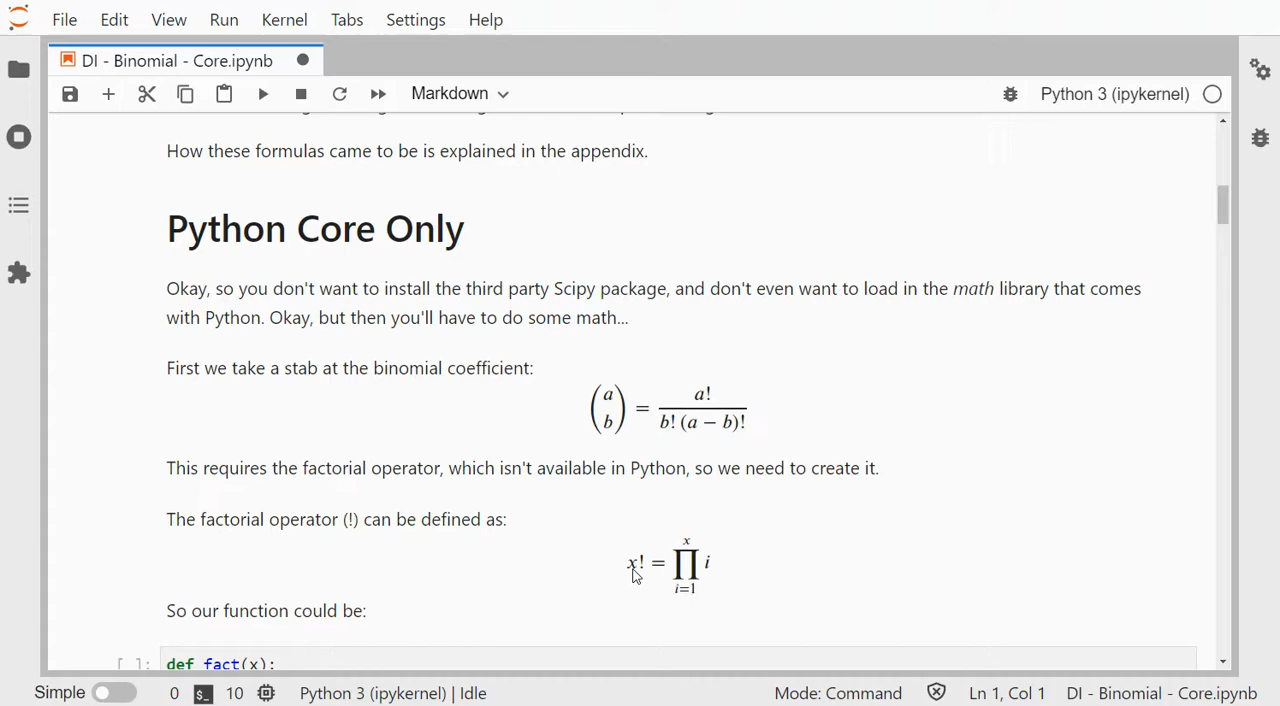 File Edit View Run Kernel Tabs Settings Help
DI - Binomial - Core.ipynb
Markdown
Python 3 (ipykernel)
How these formulas came to be is explained in the appendix.
Python Core Only
Okay, so you don't want to install the third party Scipy package, and don't even want to load in the math library that comes
with Python. Okay, but then you'll have to do some math...
First we take a stab at the binomial coefficient:
(a b) = a! / b! (a − b)!
This requires the factorial operator, which isn't available in Python, so we need to create it.
The factorial operator (!) can be defined as:
x! = ∏ i=1 x i
So our function could be:
[ ]: def fact(x):
Simple 0 $_ 10 Python 3 (ipykernel) | Idle Mode: Command Ln 1, Col 1 DI - Binomial - Core.ipynb